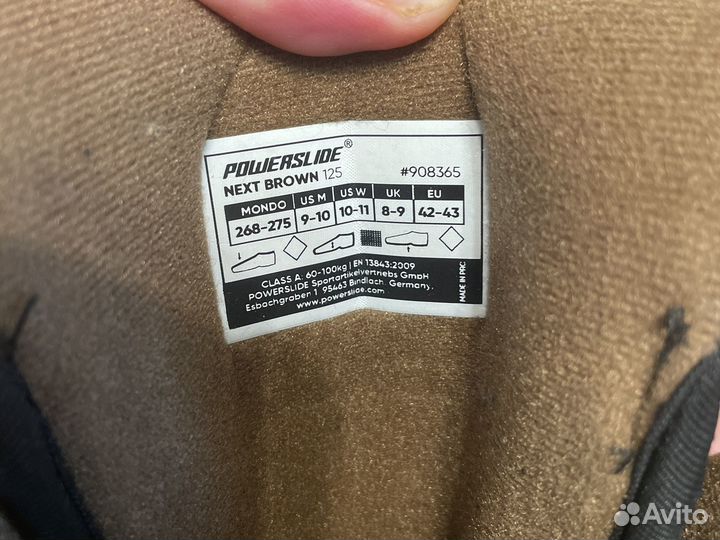 POWERSLIDE®
NEXT BROWN 125 #908365
MONDO US M US W UK EU
268-275 9-10 10-11 8-9 42-43
CLASS A: 60-100kg | EN 13843:2009
POWERSLIDE Sportartikelvertriebs GmbH
Esbachgraben 1 95463 Bindlach, Germany.
www.powerslide.com
MADE IN PRC
Avito